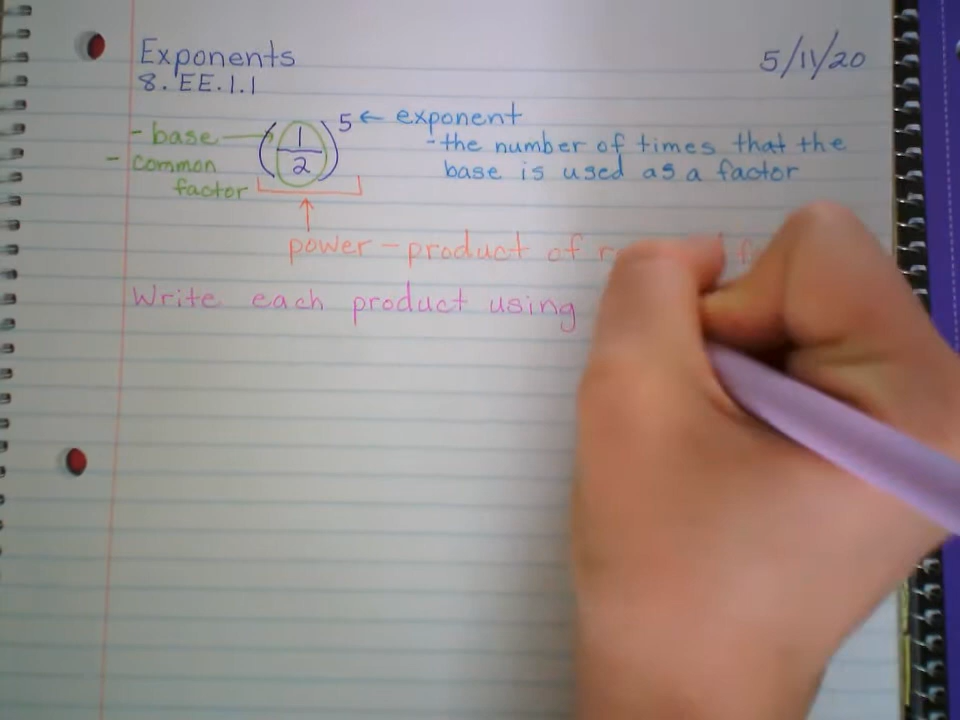 Exponents 5/11/20
8.EE.1.1
- base
- common factor
(1/2)5 ← exponent
- the number of times that the
base is used as a factor
power - product of
Write each product using